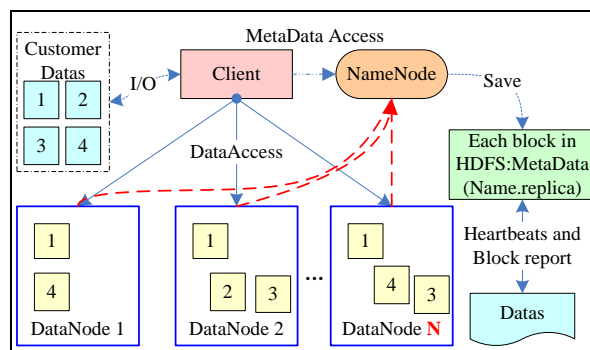 MetaData Access
Customer
Datas
1 2
3 4
I/O
Client
NameNode
Save
DataAccess
Each block in
HDFS:MetaData
(Name.replica)
Heartbeats and
Block report
Datas
1
4
DataNode 1
1
2 3
DataNode 2
...
1
4 3
DataNode N